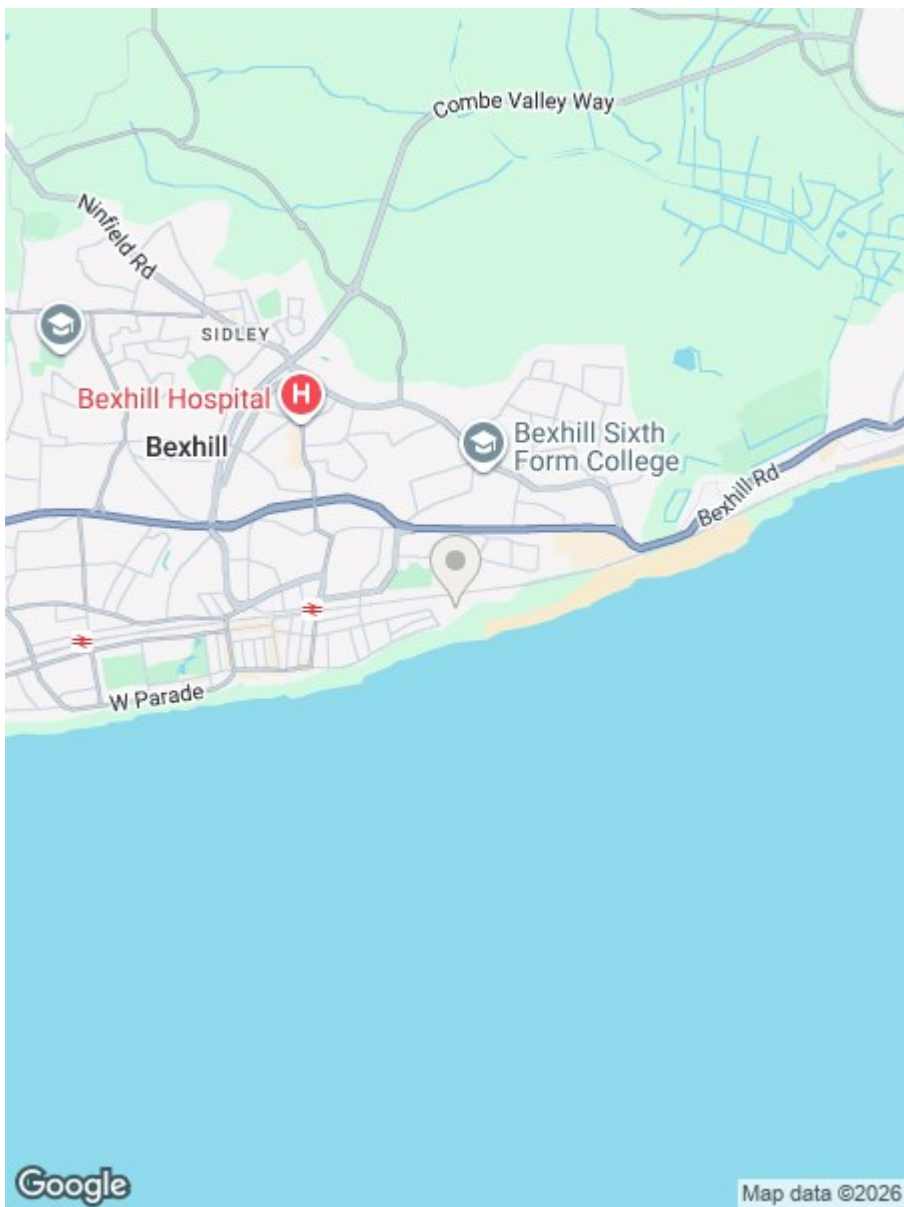 Combe Valley Way
Ninfield Rd
SIDLEY
Bexhill Hospital
H
Bexhill
Bexhill Sixth
Form College
Bexhill Rd
W Parade
Google
Map data ©2026